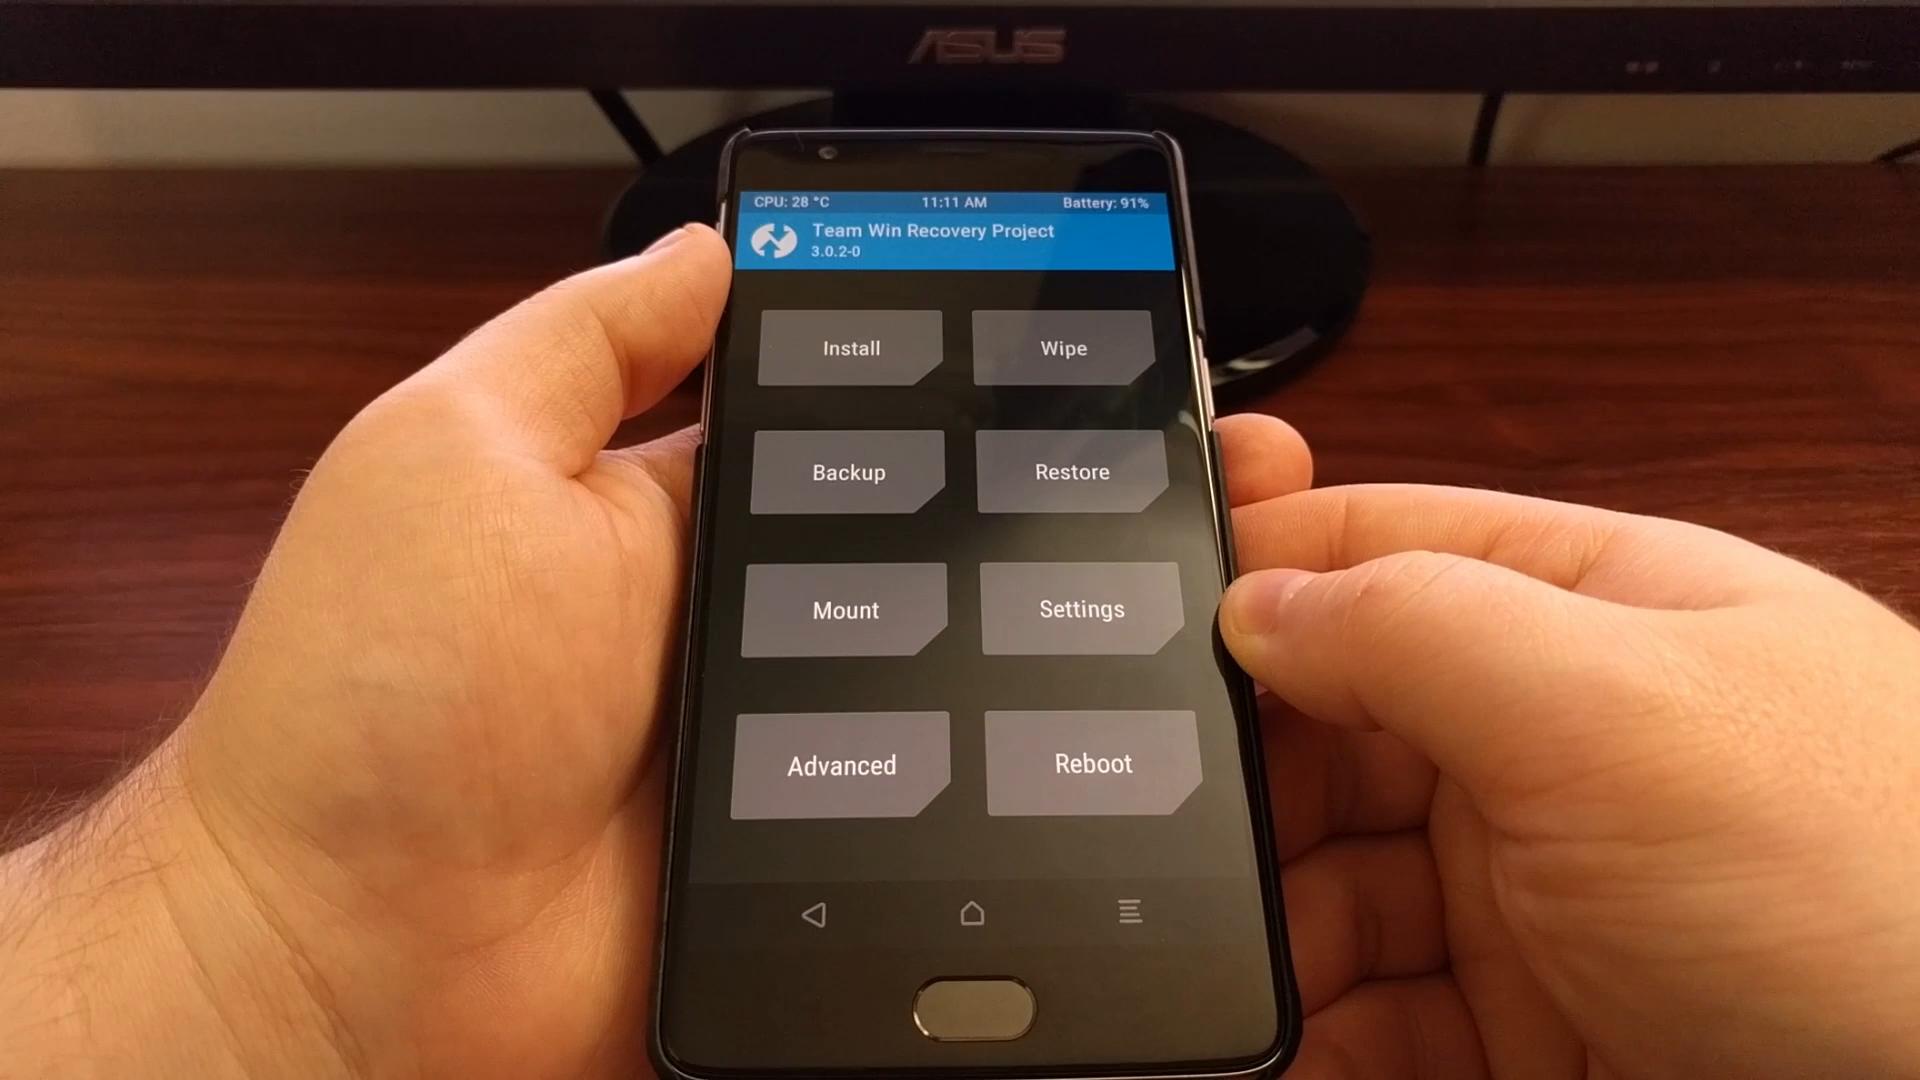 ASUS
CPU: 28 °C 11:11 AM Battery: 91%
Team Win Recovery Project
3.0.2-0
Install Wipe
Backup Restore
Mount Settings
Advanced Reboot